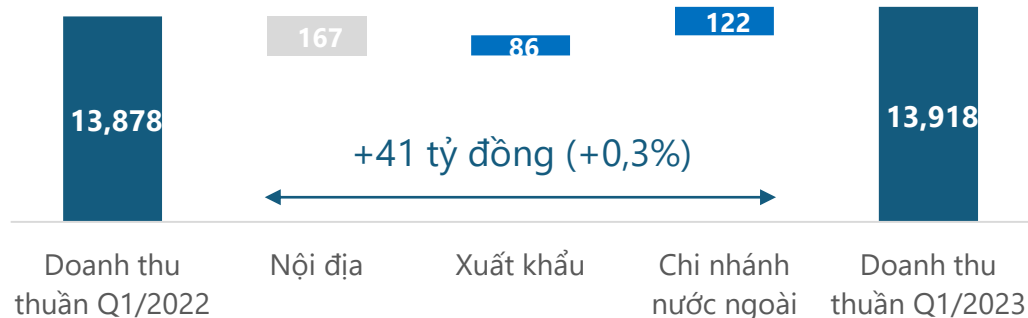 167
86
122
13,878
13,918
+41 tỷ đồng (+0,3%)
Doanh thu
thuần Q1/2022
Nội địa
Xuất khẩu
Chi nhánh
nước ngoài
Doanh thu
thuần Q1/2023